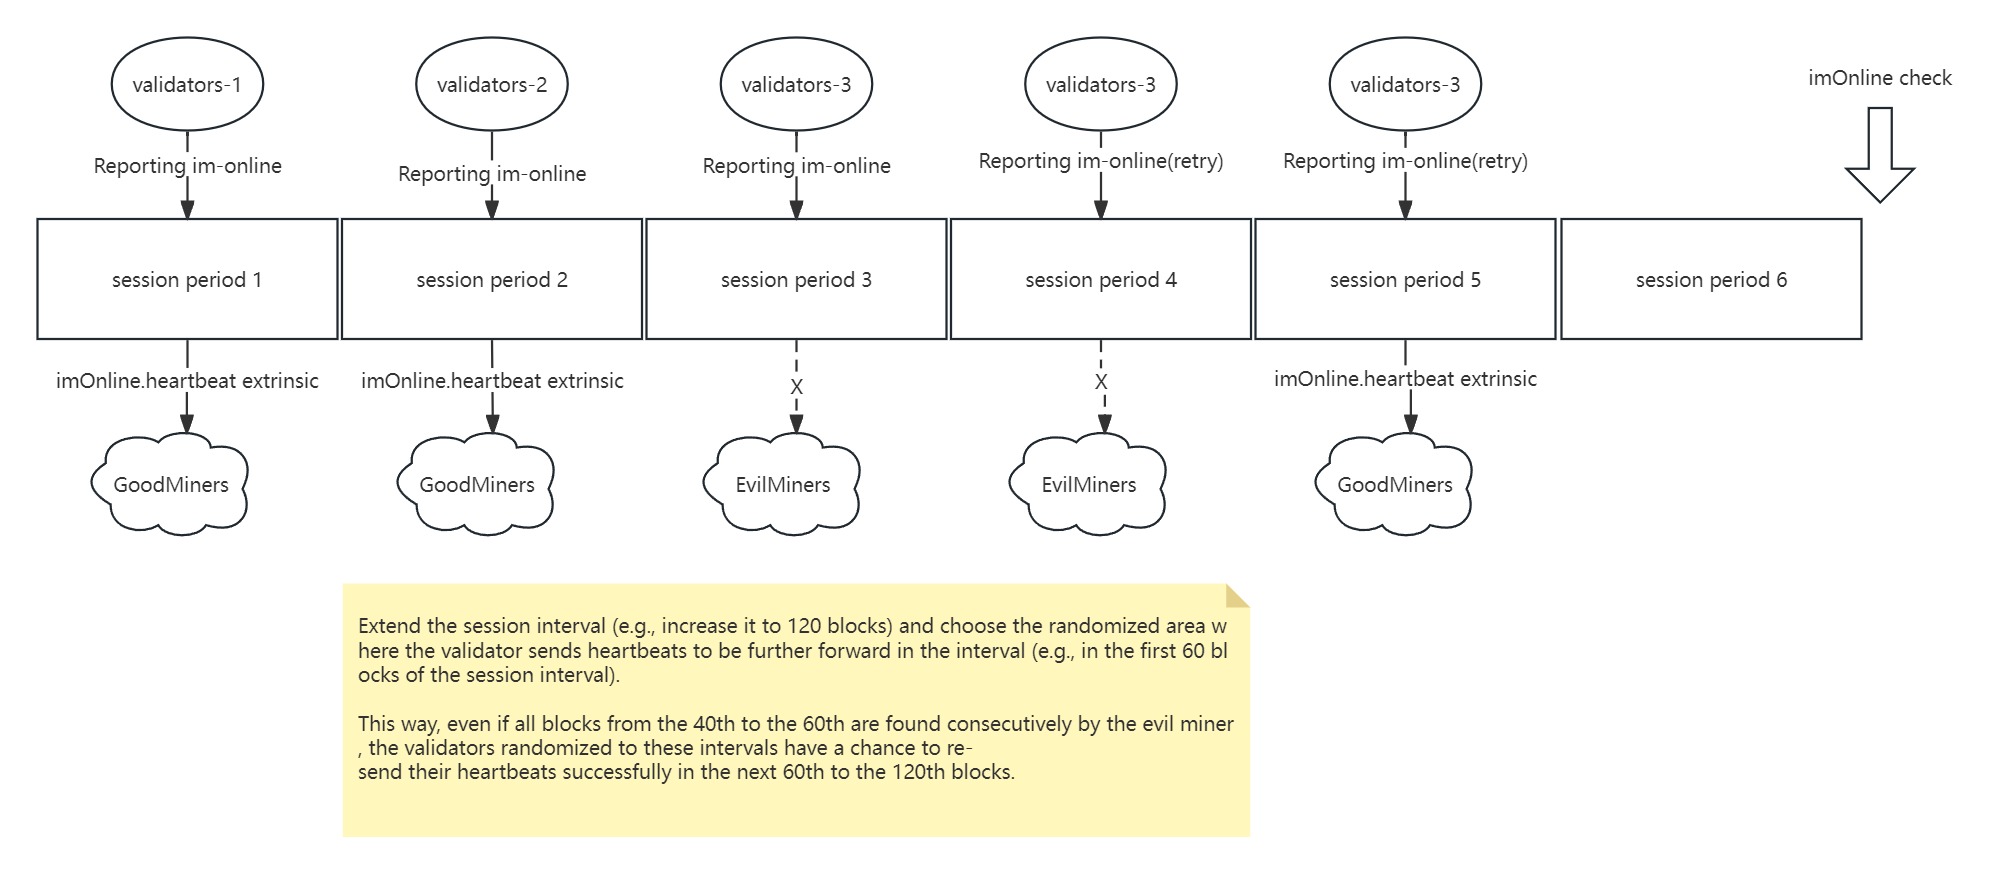 validators-1
validators-2
validators-3
validators-3
validators-3
imOnline check
Reporting im-online
Reporting im-online
Reporting im-online
Reporting im-online(retry)
Reporting im-online(retry)
session period 1
session period 2
session period 3
session period 4
session period 5
session period 6
imOnline.heartbeat extrinsic
imOnline.heartbeat extrinsic
X
X
imOnline.heartbeat extrinsic
GoodMiners
GoodMiners
EvilMiners
EvilMiners
GoodMiners
Extend the session interval (e.g., increase it to 120 blocks) and choose the randomized area w
here the validator sends heartbeats to be further forward in the interval (e.g., in the first 60 bl
ocks of the session interval).
This way, even if all blocks from the 40th to the 60th are found consecutively by the evil miner
, the validators randomized to these intervals have a chance to re-
send their heartbeats successfully in the next 60th to the 120th blocks.